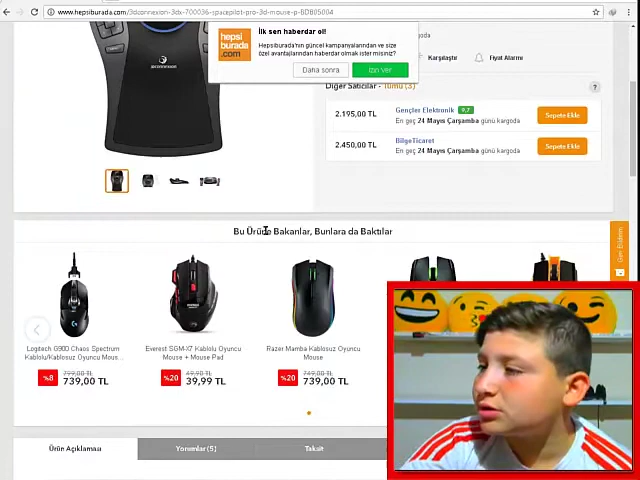 www.hepsiburada.com/3dconnexion-3dx-700036-spacepilot-pro-3d-mouse-p-BD805004
hepsi
burada
.com
İlk sen haberdar ol!
Hepsiburada'nın güncel kampanyalarından ve size
özel avantajlarından haberdar olmak ister misiniz?
Daha sonra
İzin Ver
3DCONNEXION
Karşılaştır
Fiyat Alarmı
Diğer Satıcılar - Tümü (3)
?
2.195,00 TL
Gençler Elektronik 9,7
En geç 24 Mayıs Çarşamba günü kargoda
Sepete Ekle
2.450,00 TL
BilgeTicaret
En geç 24 Mayıs Çarşamba günü kargoda
Sepete Ekle
Bu Ürüne Bakanlar, Bunlara da Baktılar
Geri Bildirim
Logitech G900 Chaos Spectrum
Kablolu/Kablosuz Oyuncu Mous...
%8
799,00 TL
739,00 TL
Everest SGM-X7 Kablolu Oyuncu
Mouse + Mouse Pad
%20
49,90 TL
39,99 TL
Razer Mamba Kablosuz Oyuncu
Mouse
%20
739,00 TL
Ürün Açıklaması
Yorumlar (5)
Taksit